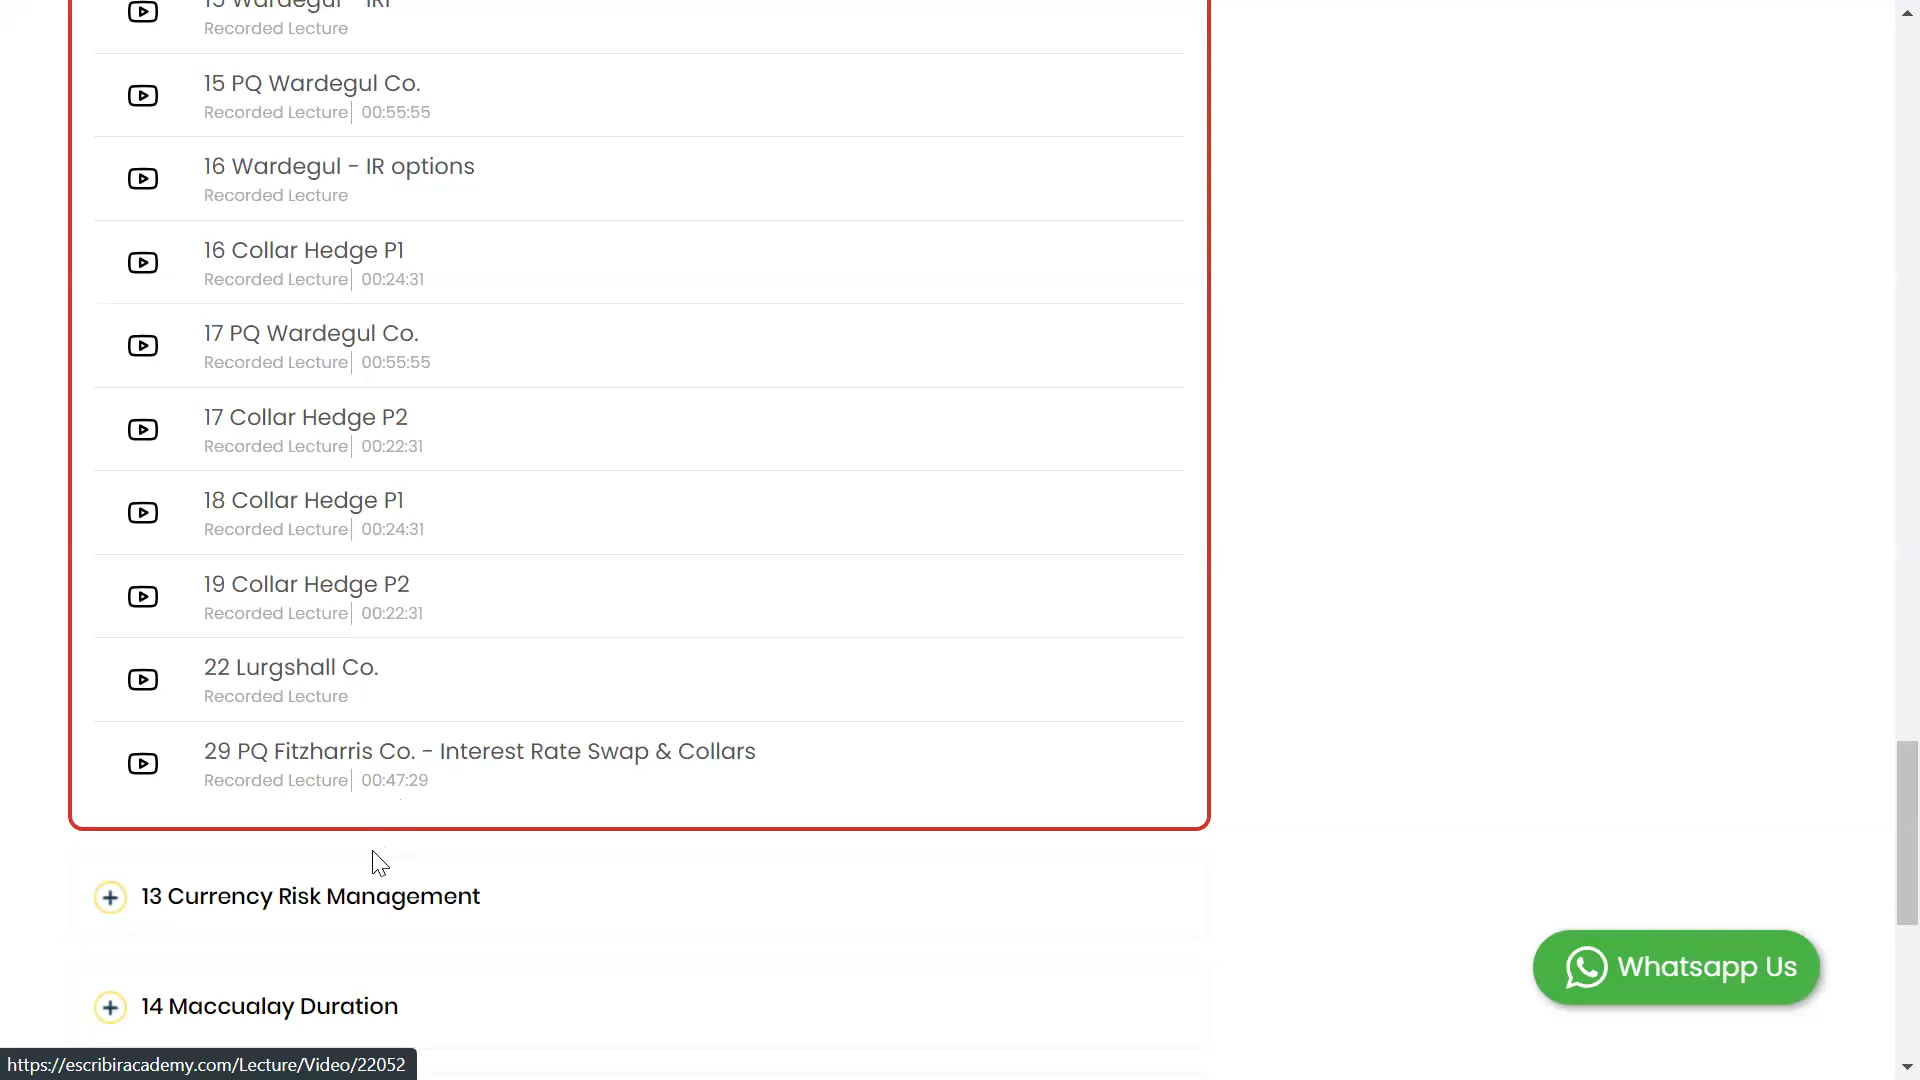 15 Wardegul - IR1
Recorded Lecture
15 PQ Wardegul Co.
Recorded Lecture 00:55:55
16 Wardegul - IR options
Recorded Lecture
16 Collar Hedge P1
Recorded Lecture 00:24:31
17 PQ Wardegul Co.
Recorded Lecture 00:55:55
17 Collar Hedge P2
Recorded Lecture 00:22:31
18 Collar Hedge P1
Recorded Lecture 00:24:31
19 Collar Hedge P2
Recorded Lecture 00:22:31
22 Lurgshall Co.
Recorded Lecture
29 PQ Fitzharris Co. - Interest Rate Swap & Collars
Recorded Lecture 00:47:29
13 Currency Risk Management
Whatsapp Us
14 Maccualay Duration
https://escribiracademy.com/Lecture/Video/22052